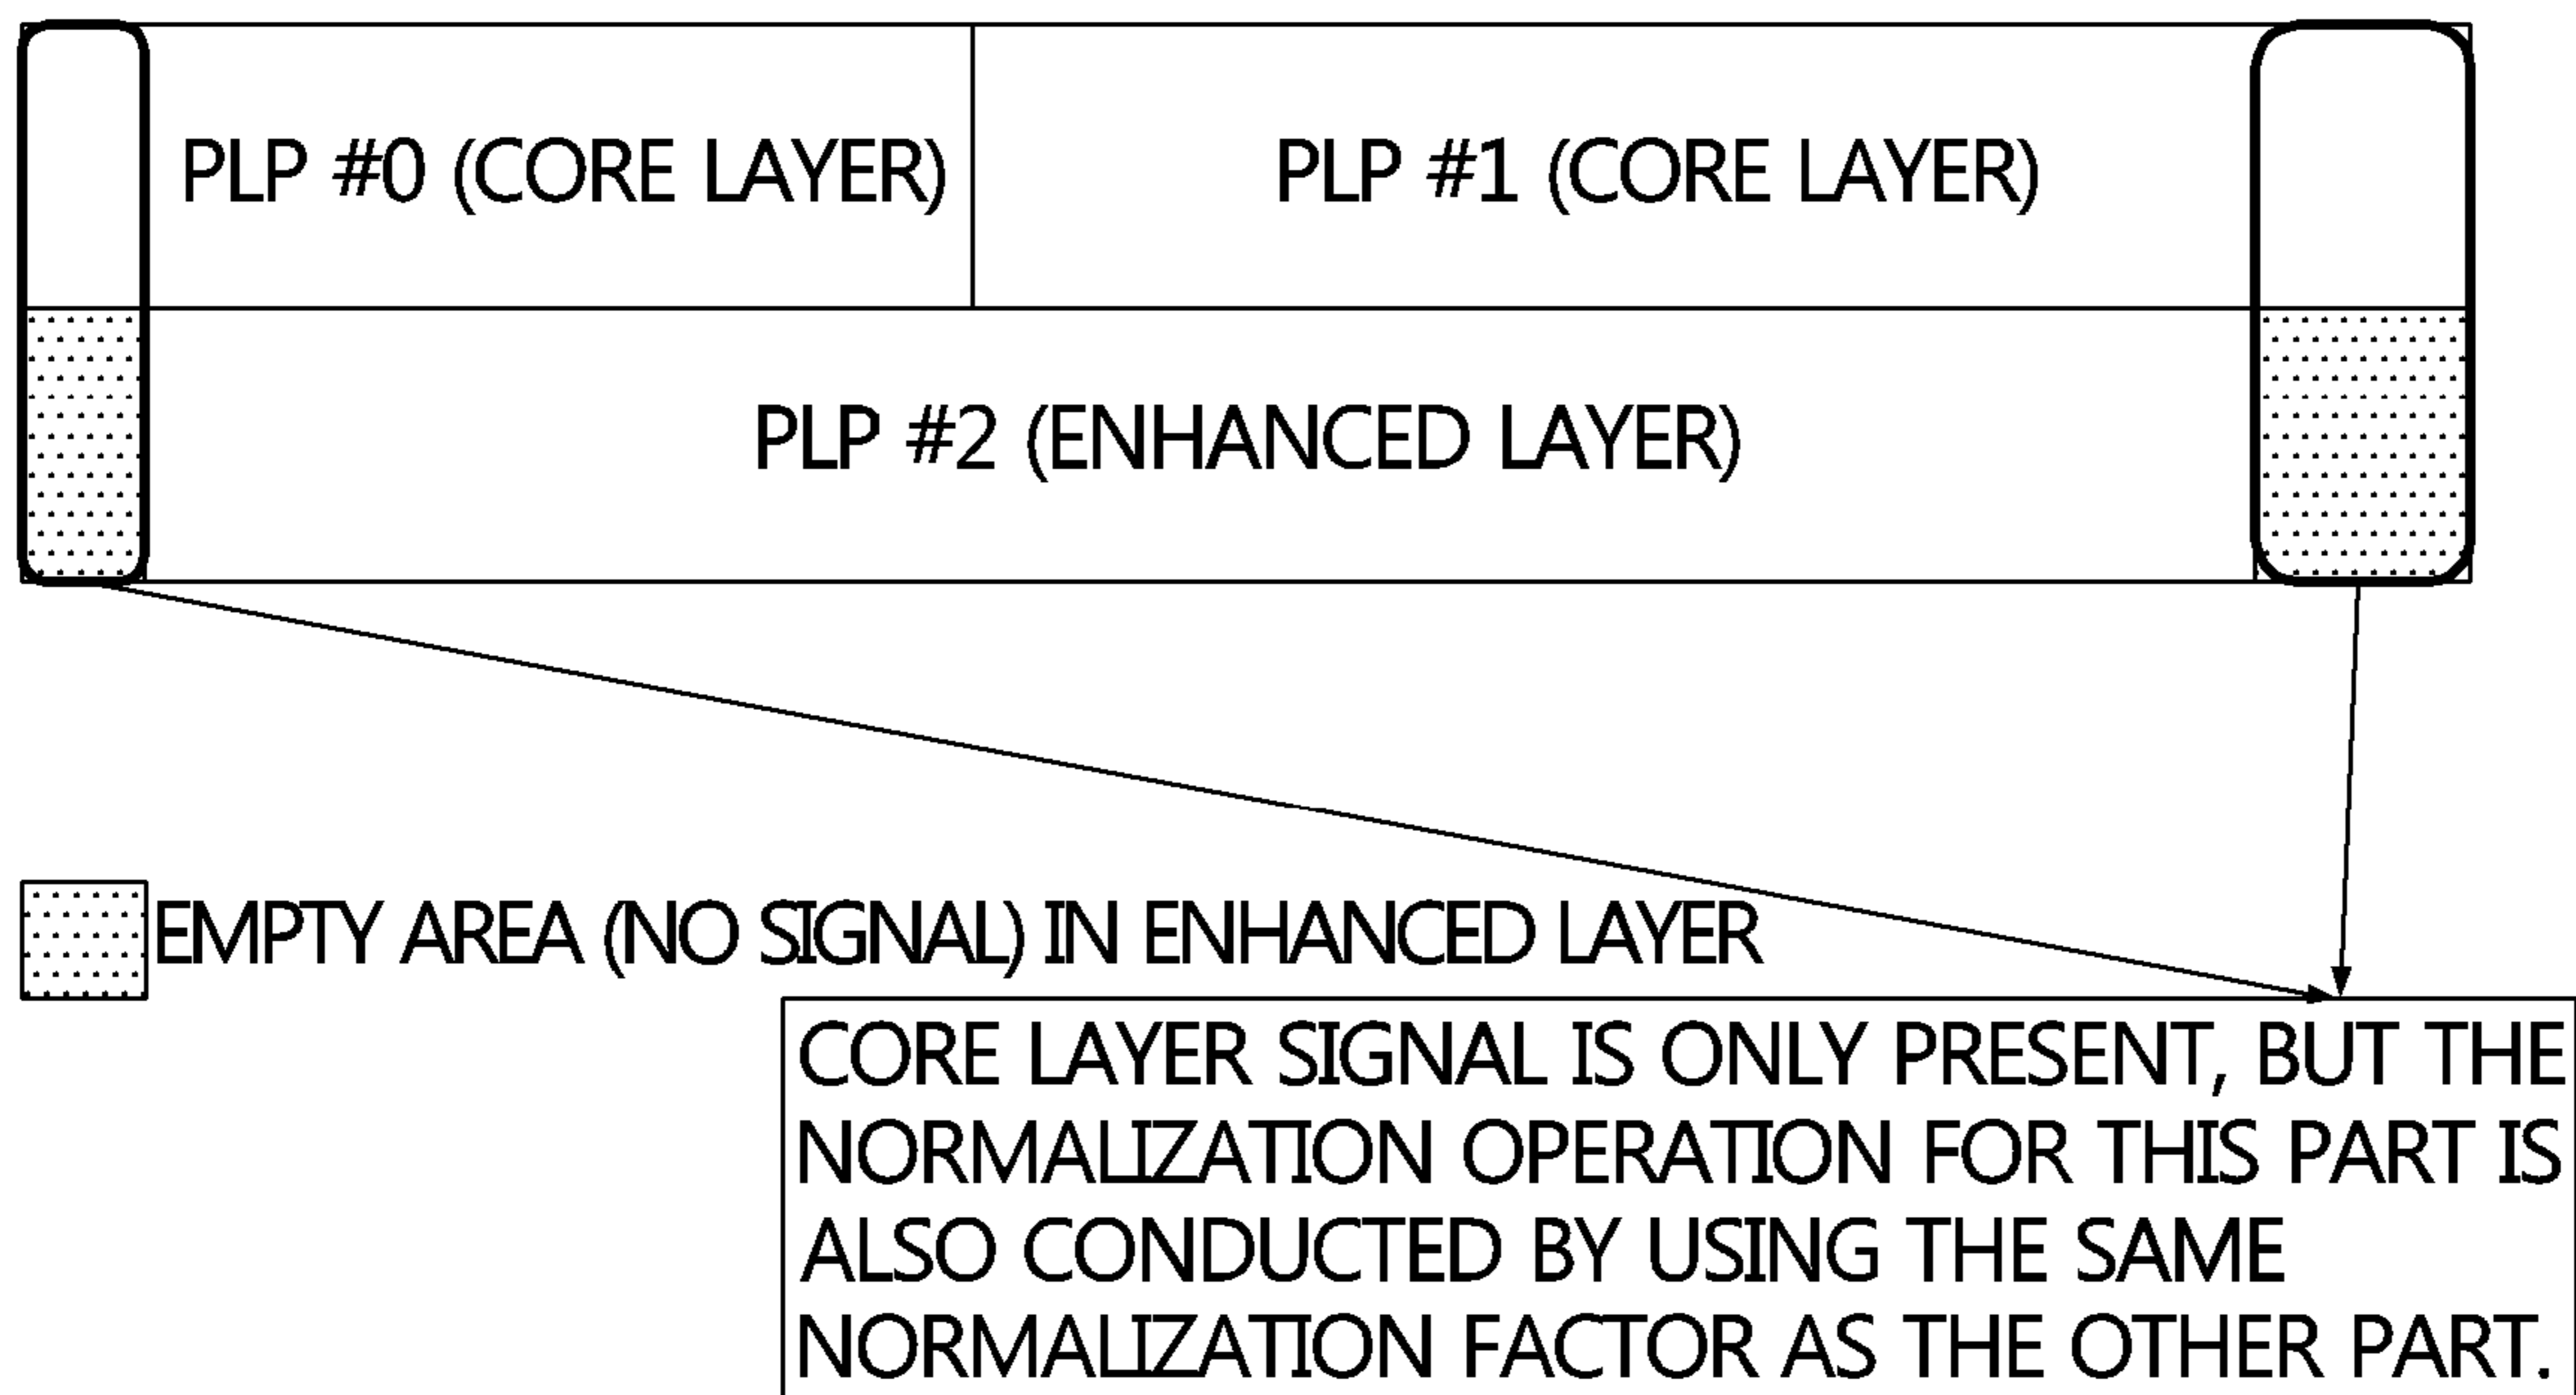 PLP #0 (CORE LAYER)
PLP #1 (CORE LAYER)
PLP #2 (ENHANCED LAYER)
EMPTY AREA (NO SIGNAL) IN ENHANCED LAYER
CORE LAYER SIGNAL IS ONLY PRESENT, BUT THE
NORMALIZATION OPERATION FOR THIS PART IS
ALSO CONDUCTED BY USING THE SAME
NORMALIZATION FACTOR AS THE OTHER PART.